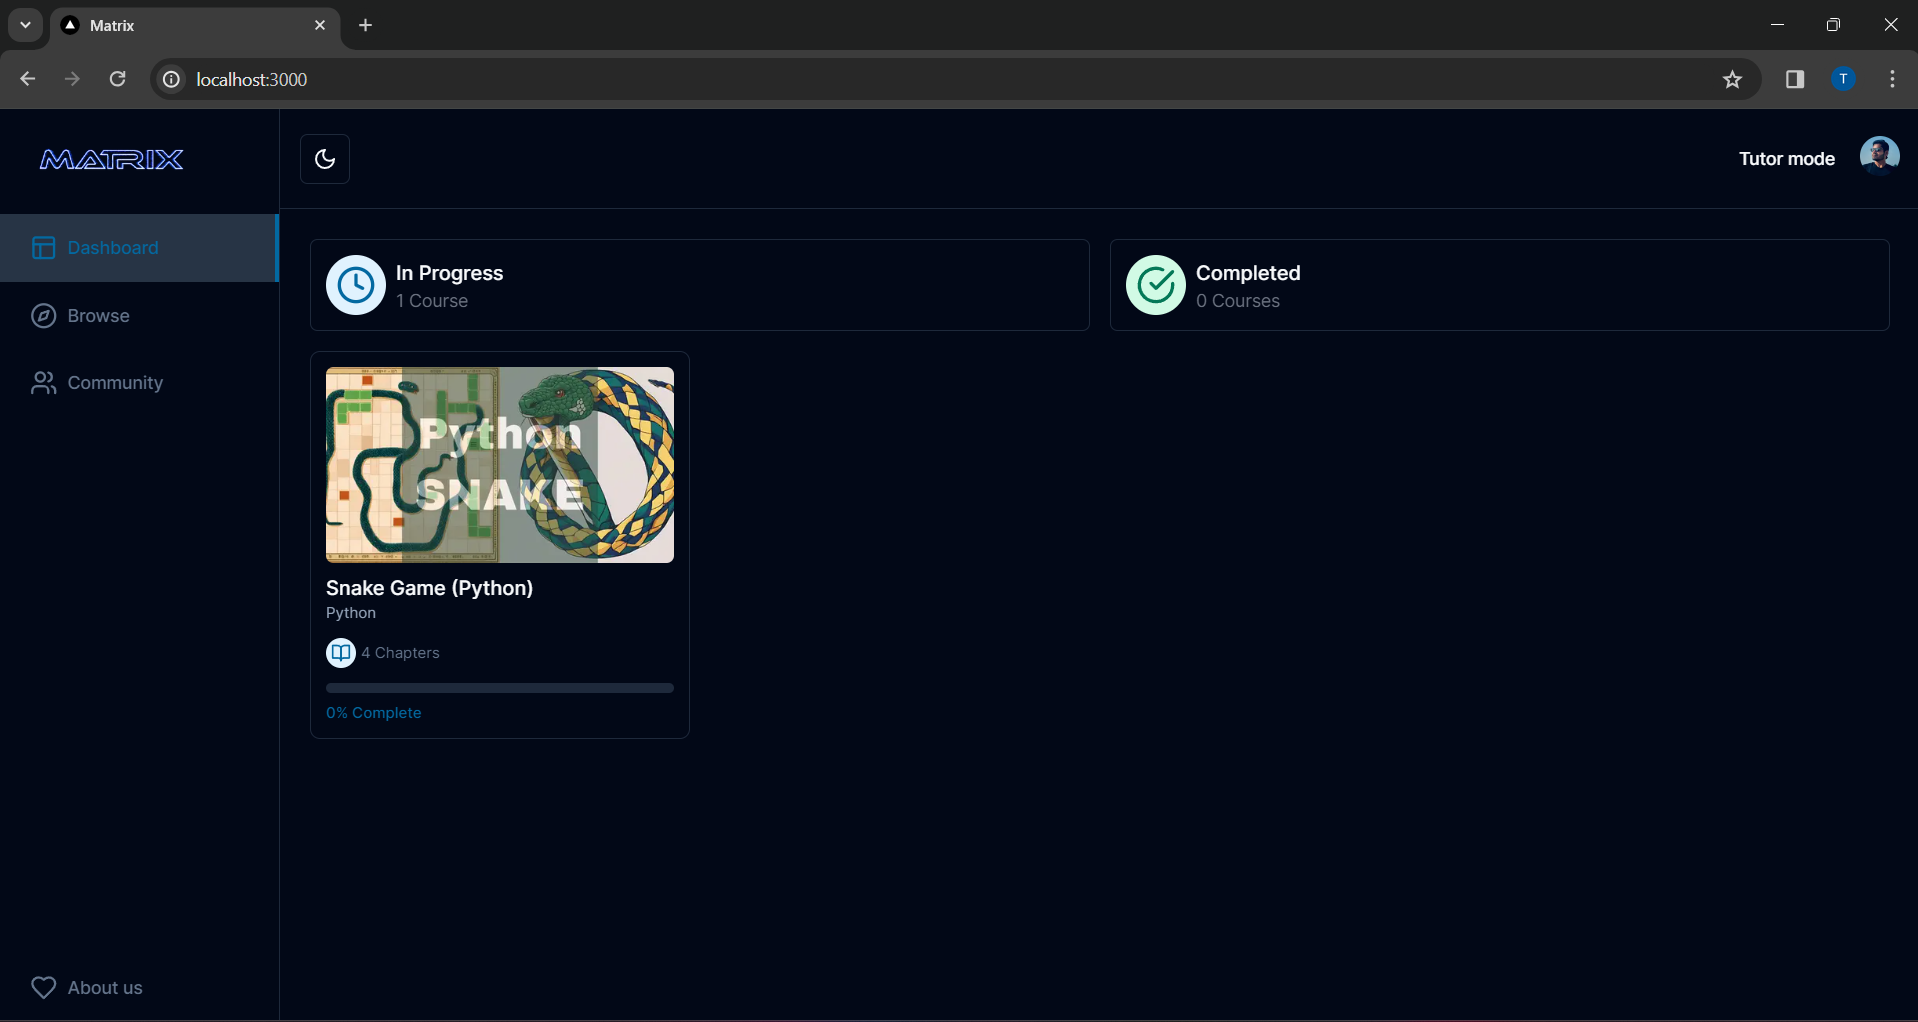 Matrix
localhost:3000
T
MATRIX
Tutor mode
Dashboard
Browse
Community
In Progress
1 Course
Completed
0 Courses
Python
SNAKE
Snake Game (Python)
Python
4 Chapters
0% Complete
About us